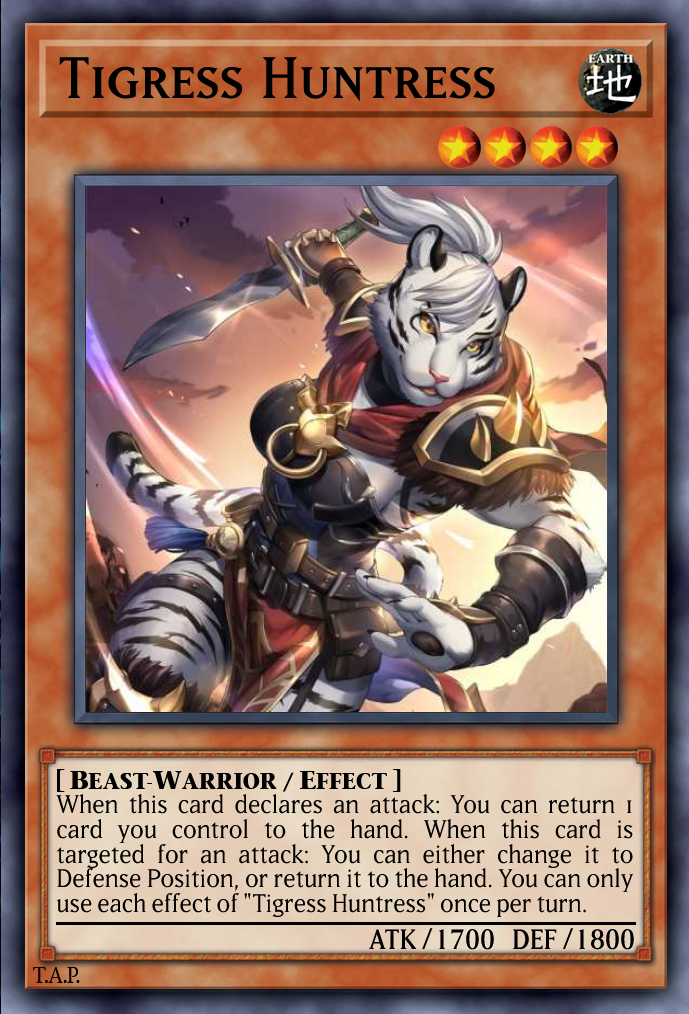 Tigress Huntress
EARTH
地
[ Beast-Warrior / Effect ]
When this card declares an attack: You can return 1
card you control to the hand. When this card is
targeted for an attack: You can either change it to
Defense Position, or return it to the hand. You can only
use each effect of "Tigress Huntress" once per turn.
ATK / 1700 DEF / 1800
T.A.P.